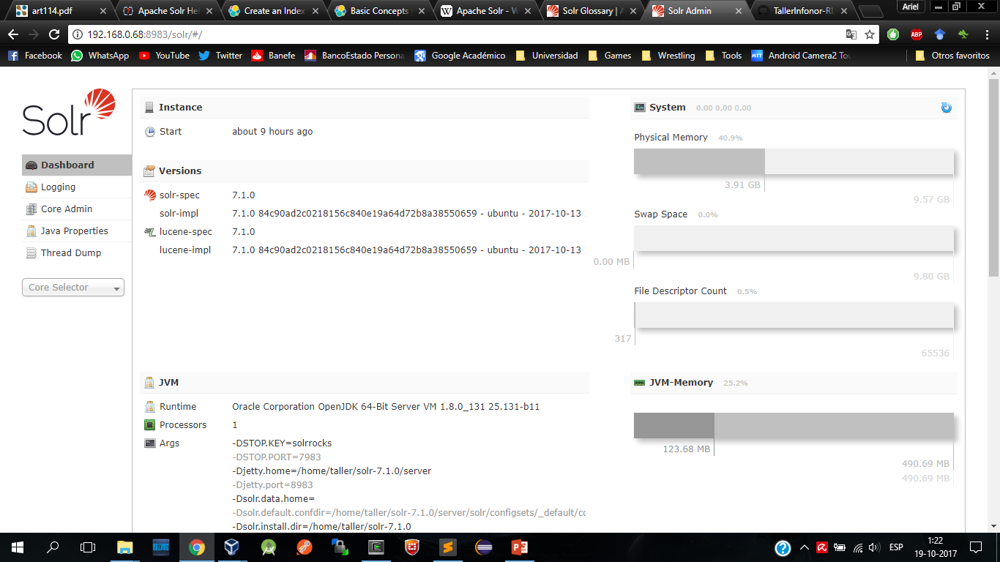 art114.pdf
Apache Solr Hel
Create an Index
Basic Concepts
Apache Solr - W
Solr Glossary | A
Solr Admin
TallerInfonor-RI
Ariel
192.168.0.68:8983/solr/#/
Facebook
WhatsApp
YouTube
Twitter
Banefe
BancoEstado Persona
Google Académico
Universidad
Games
Wrestling
Tools
Android Camera2 Tou
Otros favoritos
Solr
Dashboard
Logging
Core Admin
Java Properties
Thread Dump
Core Selector
Instance
Start about 9 hours ago
Versions
solr-spec 7.1.0
solr-impl 7.1.0 84c90ad2c0218156c840e19a64d72b8a38550659 - ubuntu - 2017-10-13
lucene-spec 7.1.0
lucene-impl 7.1.0 84c90ad2c0218156c840e19a64d72b8a38550659 - ubuntu - 2017-10-13
JVM
Runtime Oracle Corporation OpenJDK 64-Bit Server VM 1.8.0_131 25.131-b11
Processors 1
Args -DSTOP.KEY=solrrocks
-DSTOP.PORT=7983
-Djetty.home=/home/taller/solr-7.1.0/server
-Djetty.port=8983
-Dsolr.data.home=
-Dsolr.default.confdir=/home/taller/solr-7.1.0/server/solr/configsets/_default/co
-Dsolr.install.dir=/home/taller/solr-7.1.0
System 0.00 0,00 0,00
Physical Memory 40.9%
3.91 GB
9.57 GB
Swap Space 0.0%
0.00 MB
9.80 GB
File Descriptor Count 0.5%
317
65536
JVM-Memory 25.2%
123.68 MB
490.69 MB
490.69 MB
ESP
1:22
19-10-2017